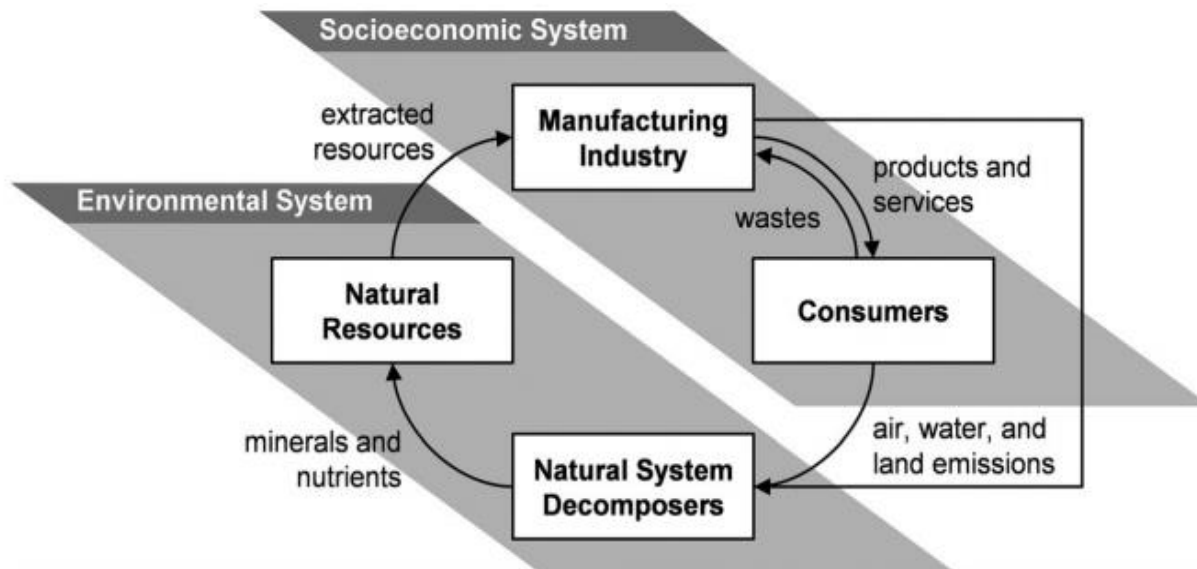 Socioeconomic System
extracted
resources
Manufacturing
Industry
products and
services
wastes
Environmental System
Natural
Resources
Consumers
minerals and
nutrients
Natural System
Decomposers
air, water, and
land emissions